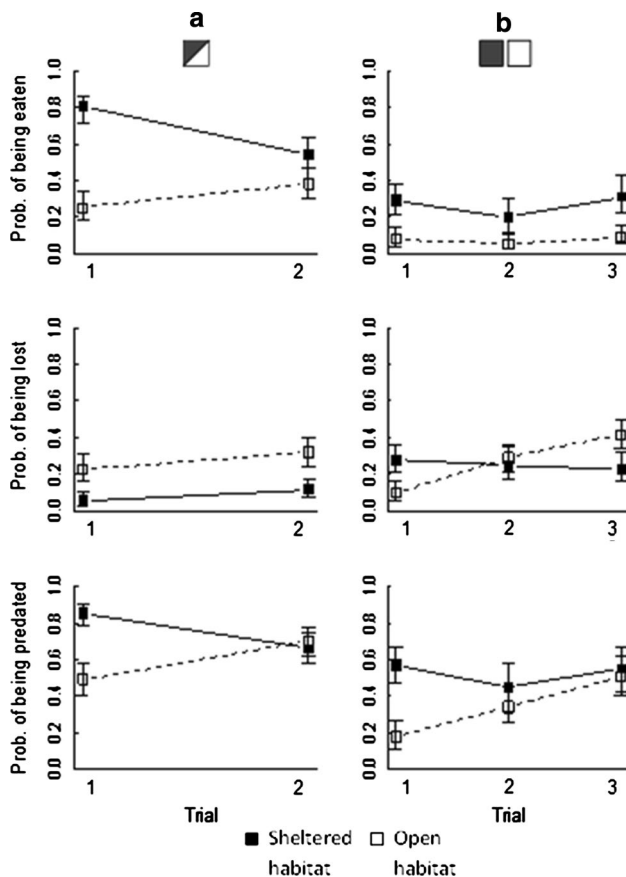 a b
Prob. of being eaten
0.0 0.2 0.4 0.6 0.8 1.0
1 2
0.0 0.2 0.4 0.6 0.8 1.0
1 2 3
Prob. of being lost
0.0 0.2 0.4 0.6 0.8 1.0
1 2
0.0 0.2 0.4 0.6 0.8 1.0
1 2 3
Prob. of being predated
0.0 0.2 0.4 0.6 0.8 1.0
1 2
0.0 0.2 0.4 0.6 0.8 1.0
1 2 3
Trial Trial
Sheltered Open
habitat habitat